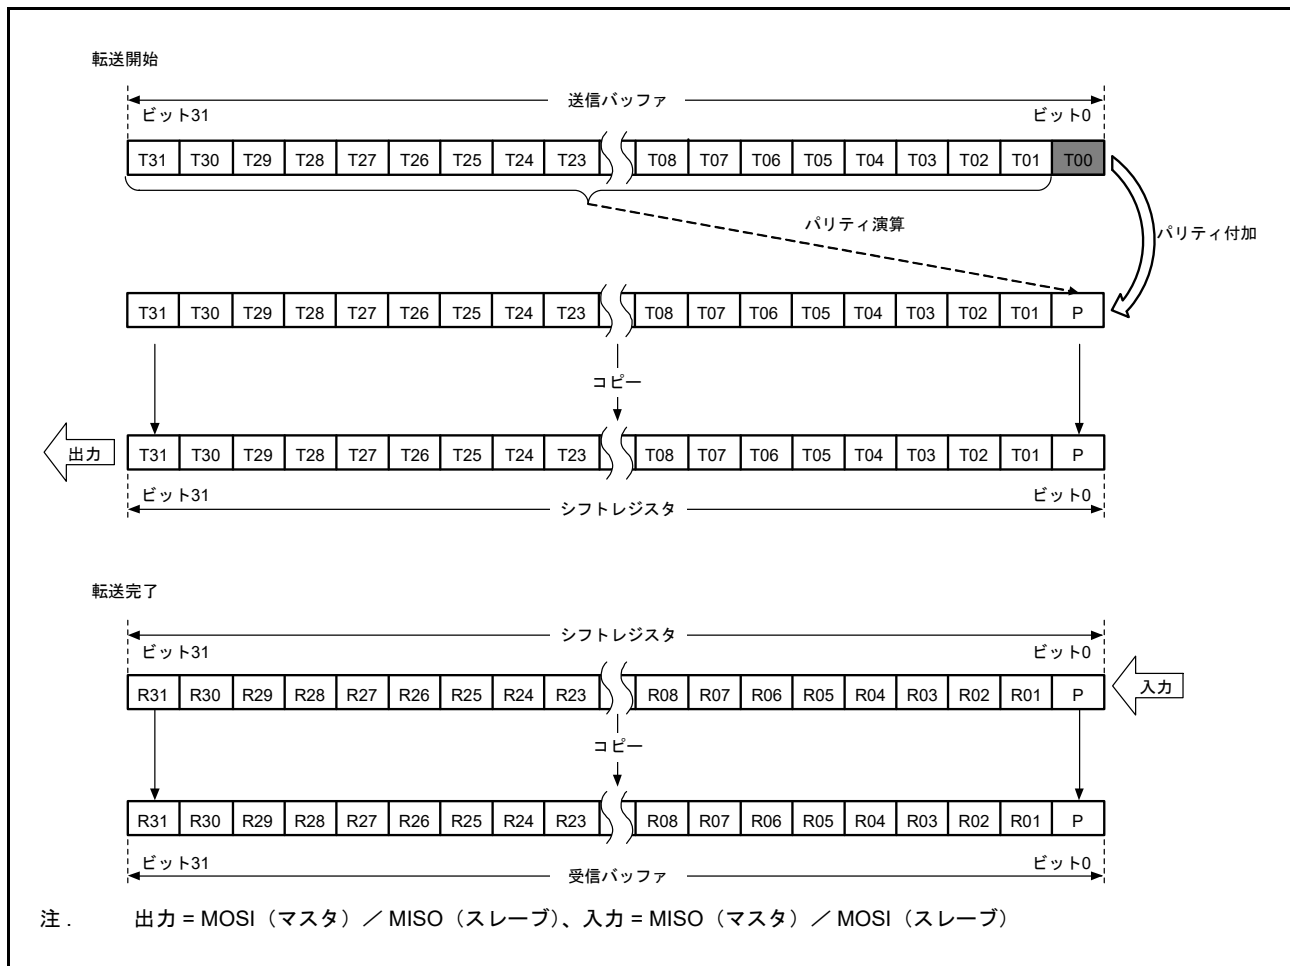 転送開始
送信バッファ
ビット31 ビット0
T31 T30 T29 T28 T27 T26 T25 T24 T23 T08 T07 T06 T05 T04 T03 T02 T01 T00
パリティ演算
パリティ付加
T31 T30 T29 T28 T27 T26 T25 T24 T23 T08 T07 T06 T05 T04 T03 T02 T01 P
コピー
出力
T31 T30 T29 T28 T27 T26 T25 T24 T23 T08 T07 T06 T05 T04 T03 T02 T01 P
ビット31 ビット0
シフトレジスタ
転送完了
シフトレジスタ
ビット31 ビット0
R31 R30 R29 R28 R27 R26 R25 R24 R23 R08 R07 R06 R05 R04 R03 R02 R01 P
入力
コピー
R31 R30 R29 R28 R27 R26 R25 R24 R23 R08 R07 R06 R05 R04 R03 R02 R01 P
ビット31 ビット0
受信バッファ
注． 出力 = MOSI（マスタ）／ MISO（スレーブ）、入力 = MISO（マスタ）／ MOSI（スレーブ）